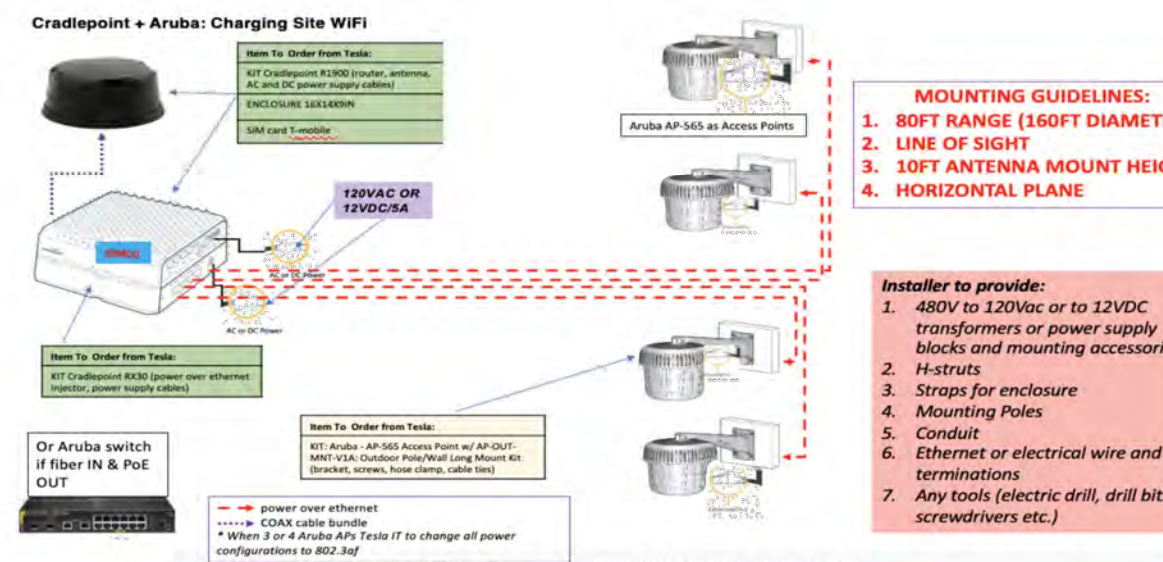 Cradlepoint + Aruba: Charging Site WiFi
Item To Order from Tesla:
KIT Cradlepoint R1900 (router, antenna,
AC and DC power supply cables)
ENCLOSURE 16X14X9IN
SIM card T-mobile
120VAC OR
12VDC/5A
AC or DC Power
AC or DC Power
Item To Order from Tesla:
KIT Cradlepoint RX30 (power over ethernet
injector, power supply cables)
Or Aruba switch
if fiber IN & PoE
OUT
Item To Order from Tesla:
KIT: Aruba - AP-565 Access Point w/ AP-OUT-
MNT-V1A: Outdoor Pole/Wall Long Mount Kit
(bracket, screws, hose clamp, cable ties)
power over ethernet
COAX cable bundle
* When 3 or 4 Aruba APs Tesla IT to change all power
configurations to 802.3af
Aruba AP-565 as Access Points
MOUNTING GUIDELINES:
1. 80FT RANGE (160FT DIAMET
2. LINE OF SIGHT
3. 10FT ANTENNA MOUNT HEIG
4. HORIZONTAL PLANE
Installer to provide:
1. 480V to 120Vac or to 12VDC
transformers or power supply
blocks and mounting accessori
2. H-struts
3. Straps for enclosure
4. Mounting Poles
5. Conduit
6. Ethernet or electrical wire and
terminations
7. Any tools (electric drill, drill bit
screwdrivers etc.)